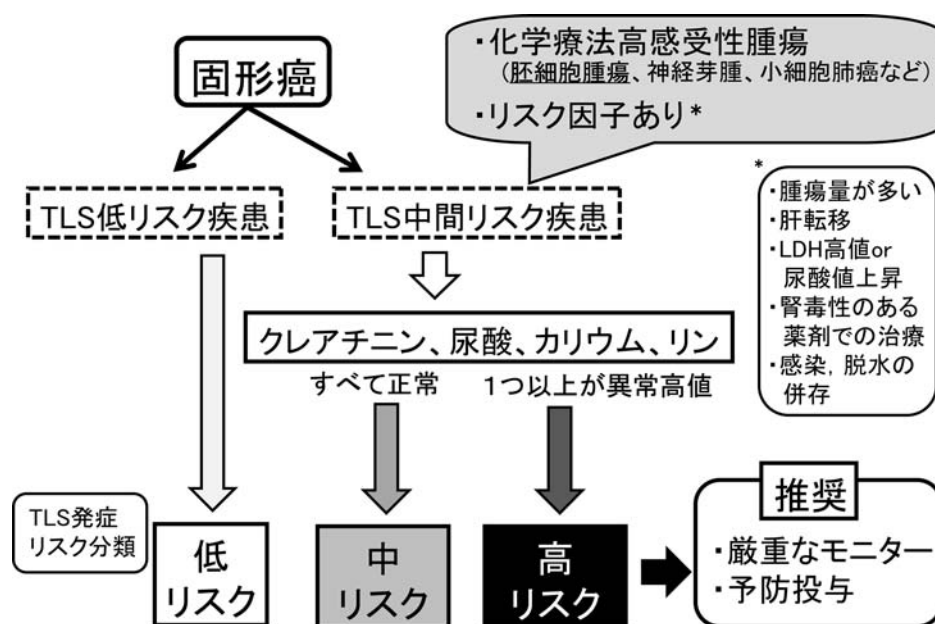 固形癌
・化学療法高感受性腫瘍
（胚細胞腫瘍、神経芽腫、小細胞肺癌など）
・リスク因子あり*
TLS低リスク疾患
TLS中間リスク疾患
*
・腫瘍量が多い
・肝転移
・LDH高値or
尿酸値上昇
・腎毒性のある
薬剤での治療
・感染，脱水の
併存
クレアチニン、尿酸、カリウム、リン
すべて正常
1つ以上が異常高値
TLS発症
リスク分類
低
リスク
中
リスク
高
リスク
推奨
・厳重なモニター
・予防投与